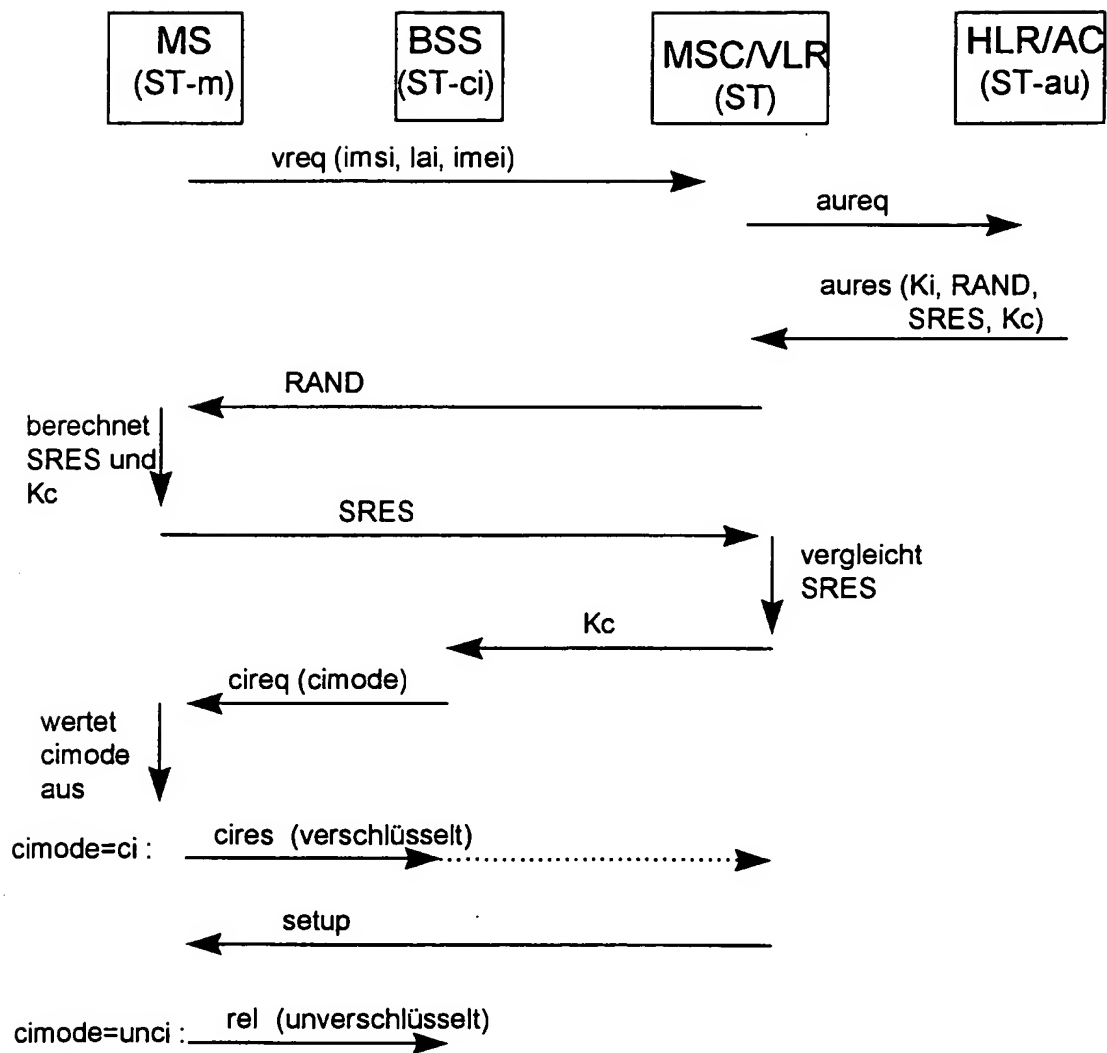 MS
(ST-m)
BSS
(ST-ci)
MSC/VLR
(ST)
HLR/AC
(ST-au)
vreq (imsi, lai, imei)
aureq
aures (Ki, RAND,
SRES, Kc)
RAND
berechnet
SRES und
Kc
SRES
vergleicht
SRES
Kc
cireq (cimode)
wertet
cimode
aus
cimode=ci :
cires (verschlüsselt)
setup
cimode=unci :
rel (unverschlüsselt)